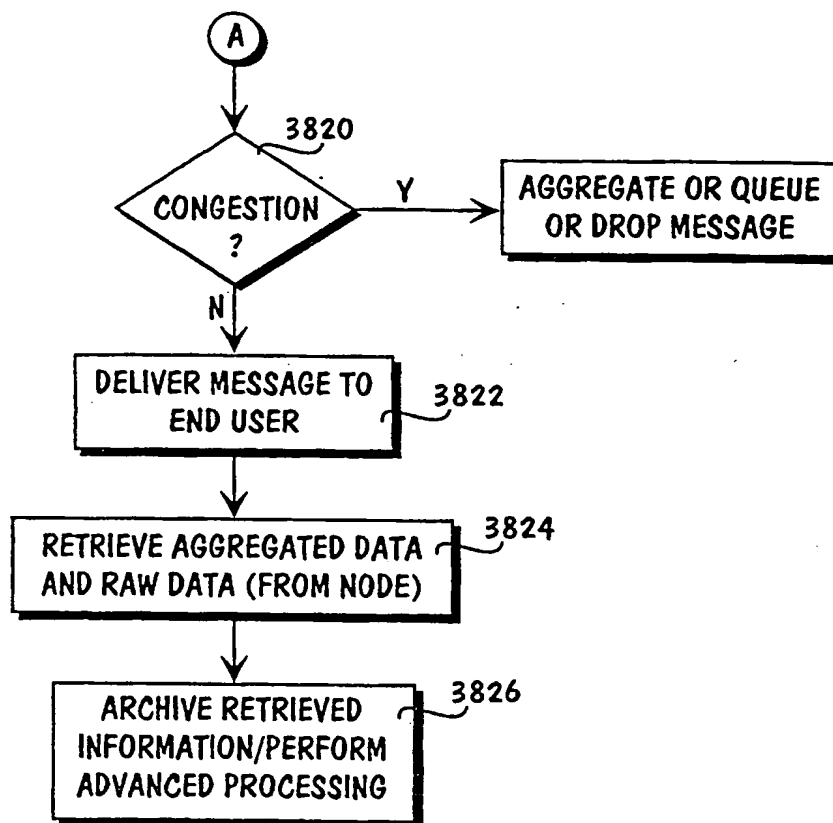 A
3820
CONGESTION
?
Y
AGGREGATE OR QUEUE
OR DROP MESSAGE
N
DELIVER MESSAGE TO
END USER
3822
RETRIEVE AGGREGATED DATA
AND RAW DATA (FROM NODE)
3824
ARCHIVE RETRIEVED
INFORMATION/PERFORM
ADVANCED PROCESSING
3826